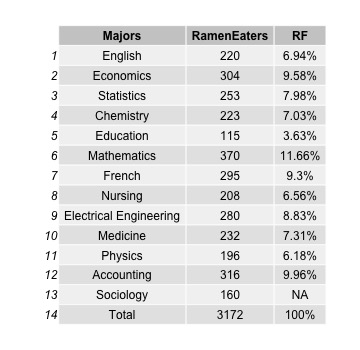 Majors RamenEaters RF
1 English 220 6.94%
2 Economics 304 9.58%
3 Statistics 253 7.98%
4 Chemistry 223 7.03%
5 Education 115 3.63%
6 Mathematics 370 11.66%
7 French 295 9.3%
8 Nursing 208 6.56%
9 Electrical Engineering 280 8.83%
10 Medicine 232 7.31%
11 Physics 196 6.18%
12 Accounting 316 9.96%
13 Sociology 160 NA
14 Total 3172 100%